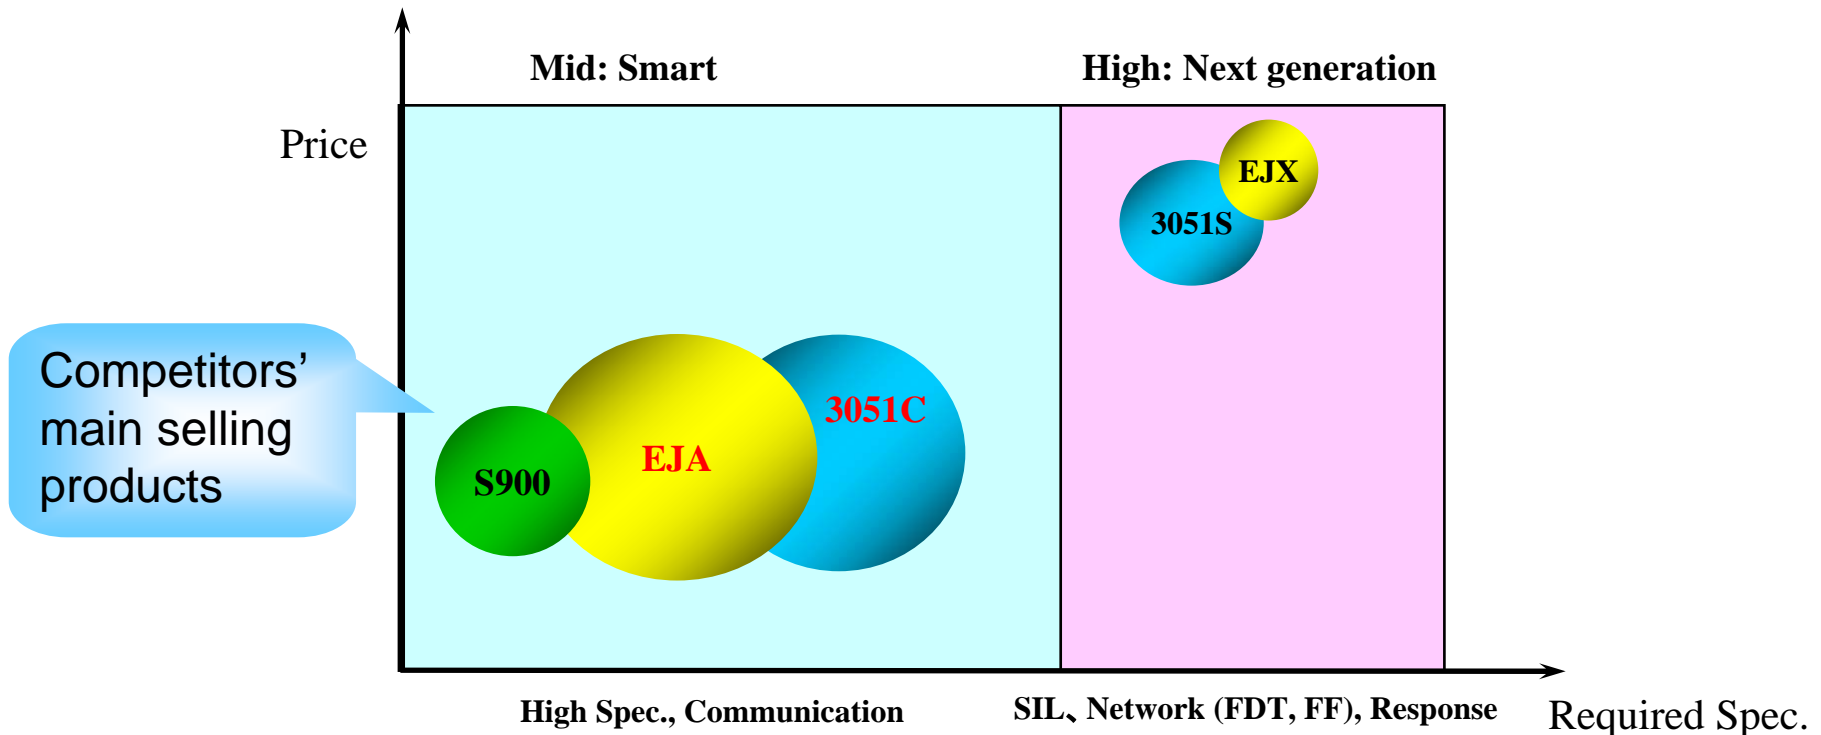 Mid: Smart
High: Next generation
Price
EJX
3051S
Competitors’
main selling
products
3051C
EJA
S900
High Spec., Communication
SIL、Network (FDT, FF), Response
Required Spec.